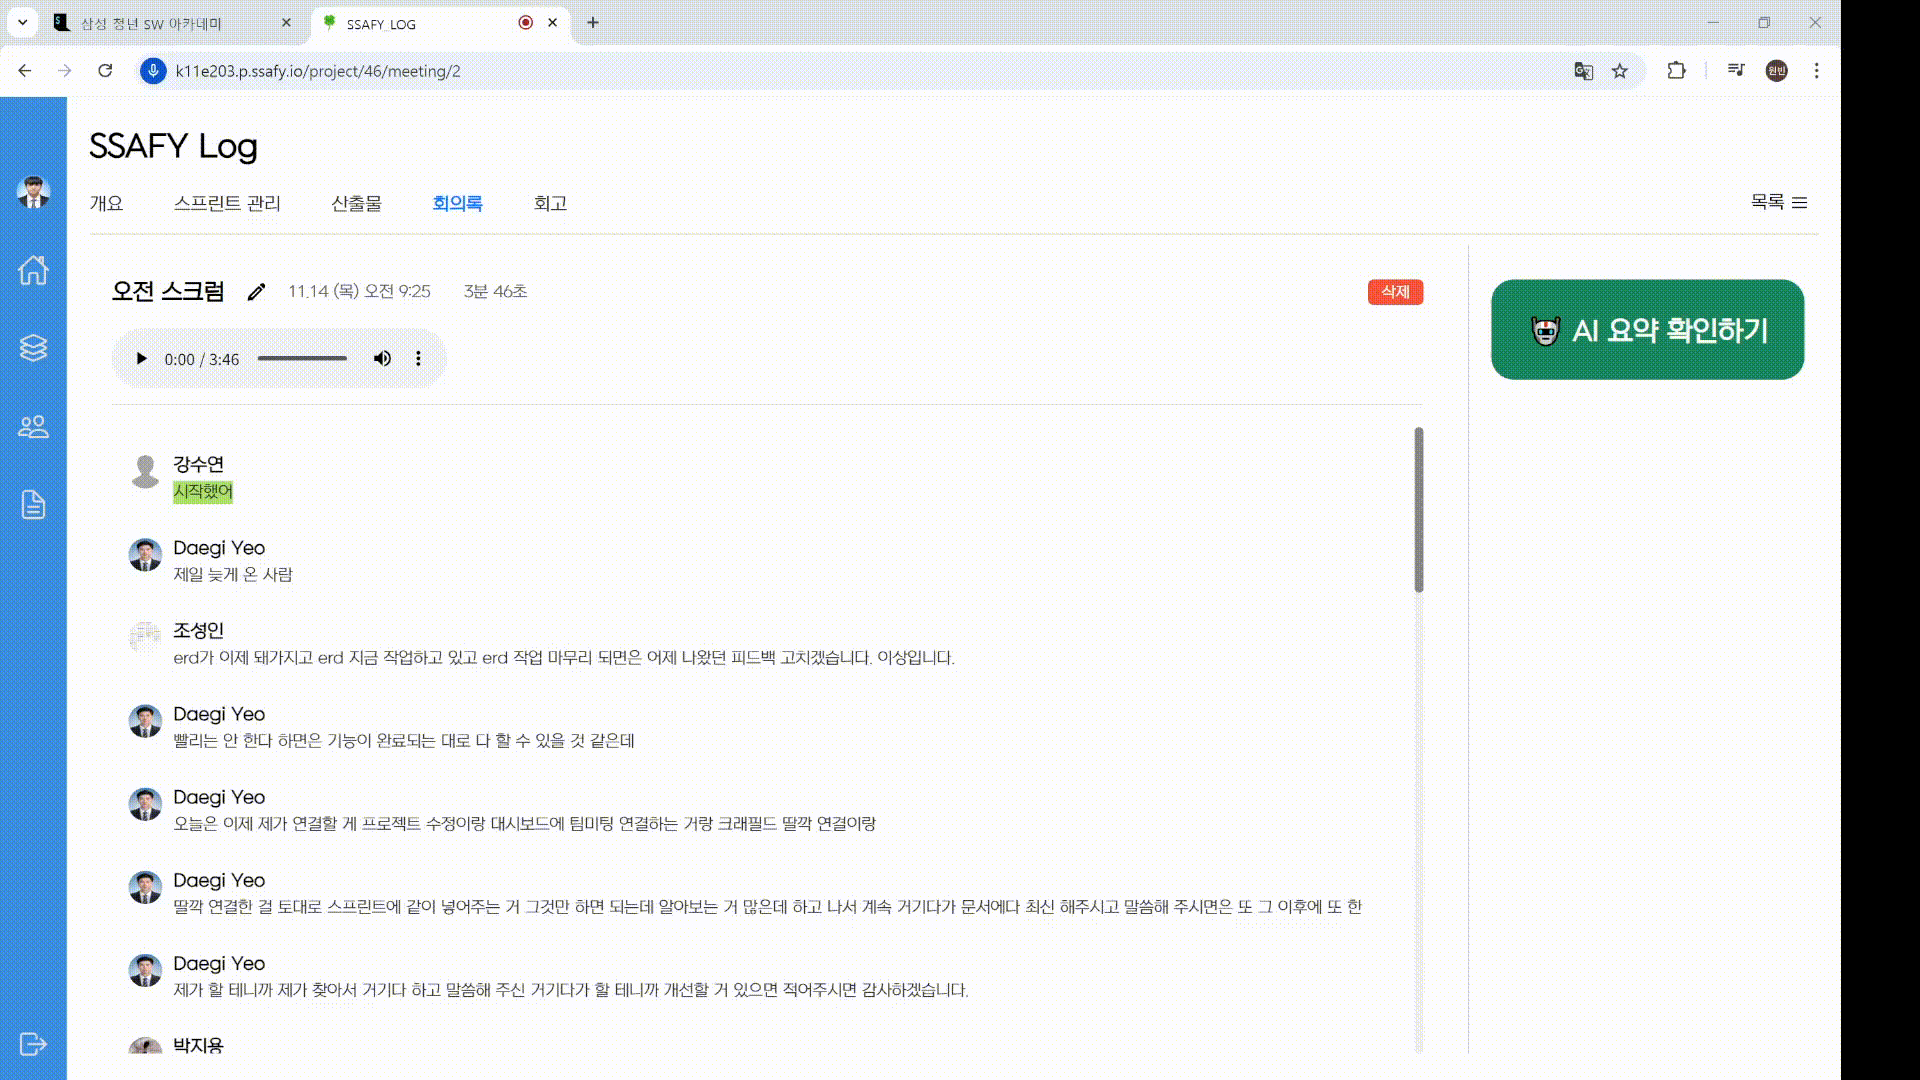 삼성 청년 SW 아카데미
SSAFY_LOG
k11e203.p.ssafy.io/project/46/meeting/2
원빈
SSAFY Log
개요
스프린트 관리
산출물
회의록
회고
목록
오전 스크럼
11.14 (목) 오전 9:25
3분 46초
삭제
AI 요약 확인하기
0:00 / 3:46
강수연
시작했어
Daegi Yeo
제일 늦게 온 사람
조성인
erd가 이제 돼가지고 erd 지금 작업하고 있고 erd 작업 마무리 되면은 어제 나왔던 피드백 고치겠습니다. 이상입니다.
Daegi Yeo
빨리는 안 한다 하면은 기능이 완료되는 대로 다 할 수 있을 것 같은데
Daegi Yeo
오늘은 이제 제가 연결할 게 프로젝트 수정이랑 대시보드에 팀미팅 연결하는 거랑 크래필드 딸깍 연결이랑
Daegi Yeo
딸깍 연결한 걸 토대로 스프린트에 같이 넣어주는 거 그것만 하면 되는데 알아보는 거 많은데 하고 나서 계속 거기다가 문서에다 최신 해주시고 말씀해 주시면은 또 그 이후에 또 한
Daegi Yeo
제가 할 테니까 제가 찾아서 거기다 하고 말씀해 주신 거기다가 할 테니까 개선할 거 있으면 적어주시면 감사하겠습니다.
박지용